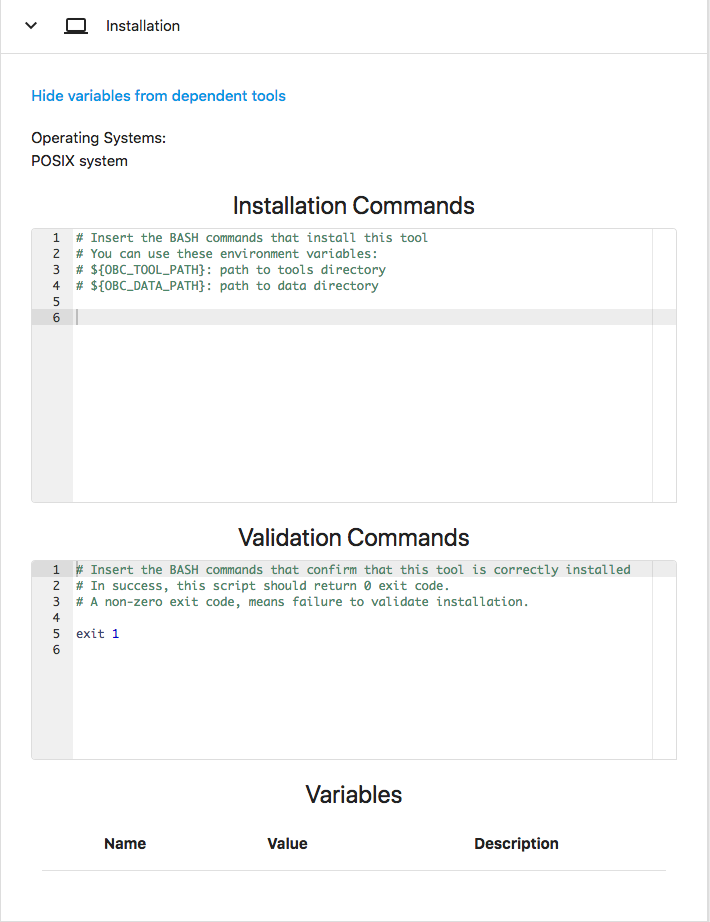 Installation
Hide variables from dependent tools
Operating Systems:
POSIX system
Installation Commands
1 # Insert the BASH commands that install this tool
2 # You can use these environment variables:
3 # ${OBC_TOOL_PATH}: path to tools directory
4 # ${OBC_DATA_PATH}: path to data directory
5
6
Validation Commands
1 # Insert the BASH commands that confirm that this tool is correctly installed
2 # In success, this script should return 0 exit code.
3 # A non-zero exit code, means failure to validate installation.
4
5 exit 1
6
Variables
Name Value Description